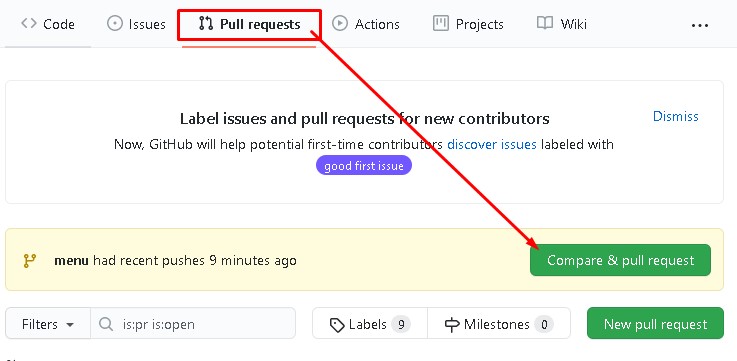 Code Issues Pull requests Actions Projects Wiki ...
Label issues and pull requests for new contributors Dismiss
Now, GitHub will help potential first-time contributors discover issues labeled with
good first issue
menu had recent pushes 9 minutes ago Compare & pull request
Filters is:pr is:open Labels 9 Milestones 0 New pull request